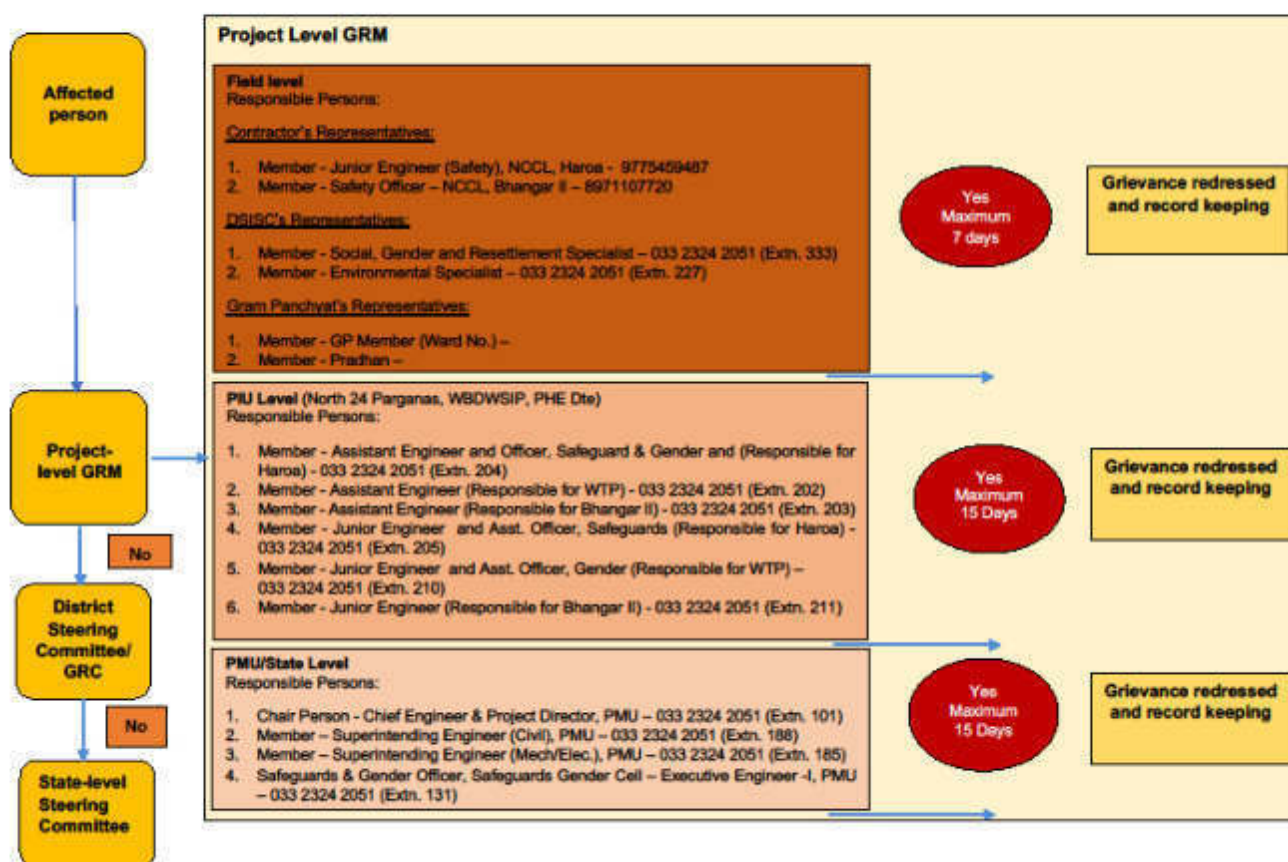 Affected
person
Project-
level GRM
No
District
Steering
Committee/
GRC
No
State-level
Steering
Committee
Project Level GRM
Field level
Responsible Persons:
Contractor's Representatives:
1. Member - Junior Engineer (Safety), NCCL, Haroa - 9775459487
2. Member - Safety Officer – NCCL, Bhangar II – 8971107720
DSISC's Representatives:
1. Member - Social, Gender and Resettlement Specialist – 033 2324 2051 (Extn. 333)
2. Member - Environmental Specialist – 033 2324 2051 (Extn. 227)
Gram Panchyat's Representatives:
1. Member - GP Member (Ward No.) –
2. Member - Pradhan –
Yes
Maximum
7 days
Grievance redressed
and record keeping
PIU Level (North 24 Parganas, WBDWSIP, PHE Dte)
Responsible Persons:
1. Member - Assistant Engineer and Officer, Safeguard & Gender and (Responsible for
Haroa) - 033 2324 2051 (Extn. 204)
2. Member - Assistant Engineer (Responsible for WTP) - 033 2324 2051 (Extn. 202)
3. Member - Assistant Engineer (Responsible for Bhangar II) - 033 2324 2051 (Extn. 203)
4. Member - Junior Engineer and Asst. Officer, Safeguards (Responsible for Haroa) -
033 2324 2051 (Extn. 205)
5. Member - Junior Engineer and Asst. Officer, Gender (Responsible for WTP) –
033 2324 2051 (Extn. 210)
6. Member - Junior Engineer (Responsible for Bhangar II) - 033 2324 2051 (Extn. 211)
Yes
Maximum
15 Days
Grievance redressed
and record keeping
PMU/State Level
Responsible Persons:
1. Chair Person - Chief Engineer & Project Director, PMU – 033 2324 2051 (Extn. 101)
2. Member – Superintending Engineer (Civil), PMU – 033 2324 2051 (Extn. 188)
3. Member – Superintending Engineer (Mech/Elec.), PMU – 033 2324 2051 (Extn. 185)
4. Safeguards & Gender Officer, Safeguards Gender Cell – Executive Engineer -I, PMU
– 033 2324 2051 (Extn. 131)
Yes
Maximum
15 Days
Grievance redressed
and record keeping